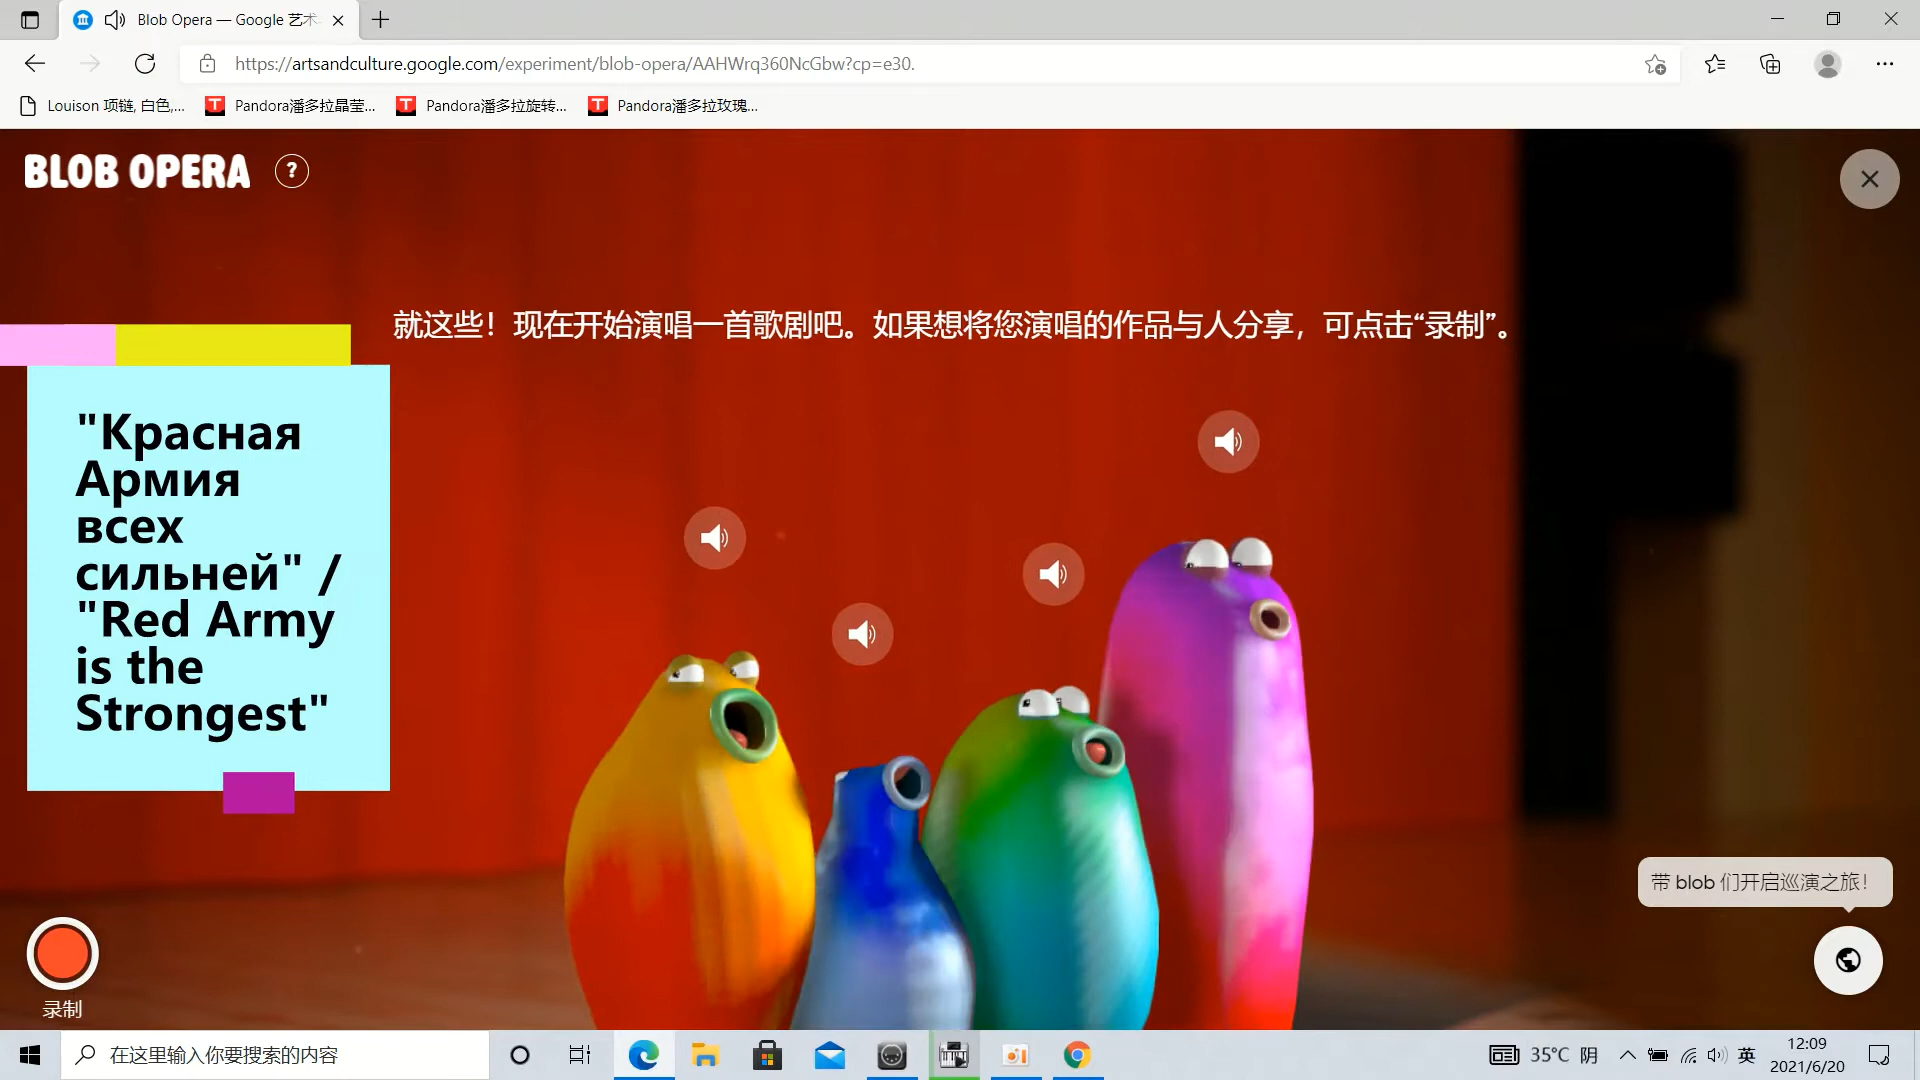 Blob Opera — Google 艺术
https://artsandculture.google.com/experiment/blob-opera/AAHWrq360NcGbw?cp=e30.
Louison 项链, 白色,...
Pandora潘多拉晶莹...
Pandora潘多拉旋转...
Pandora潘多拉玫瑰...
BLOB OPERA ?
就这些！现在开始演唱一首歌剧吧。如果想将您演唱的作品与人分享，可点击“录制”。
"Красная
Армия
всех
сильней" /
"Red Army
is the
Strongest"
带 blob 们开启巡演之旅！
录制
在这里输入你要搜索的内容
35°C 阴
英
12:09
2021/6/20